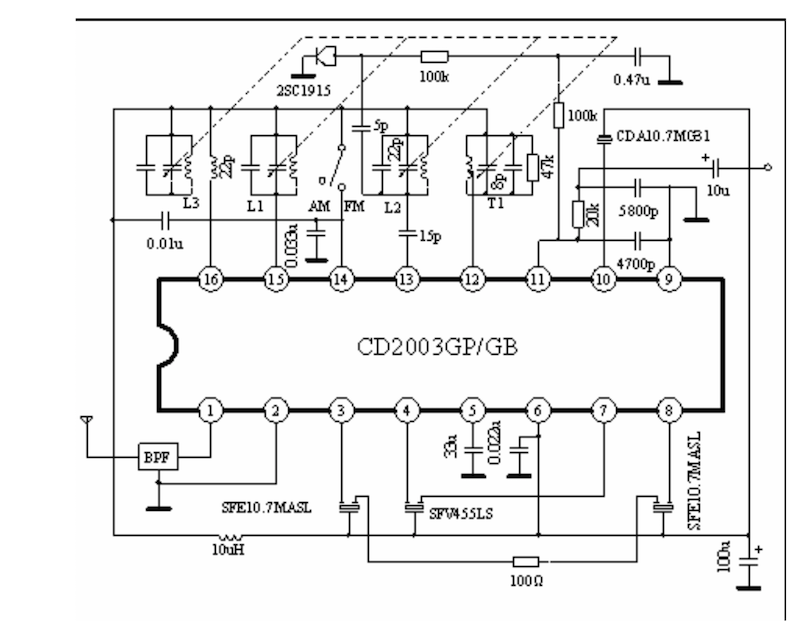 2SC1915
100k
0.47u
100k
5p
CDA10.7MGB1
22p
22p
8p
47k
10u
L3
L1
AM
FM
L2
T1
20k
5800p
0.01u
0.033u
15p
4700p
16
15
14
13
12
11
10
9
CD2003GP/GB
1
2
3
4
5
6
7
8
BPF
33u
0.022u
SFE10.7MASL
SFE10.7MASL
SFV455LS
10uH
100Ω
100u